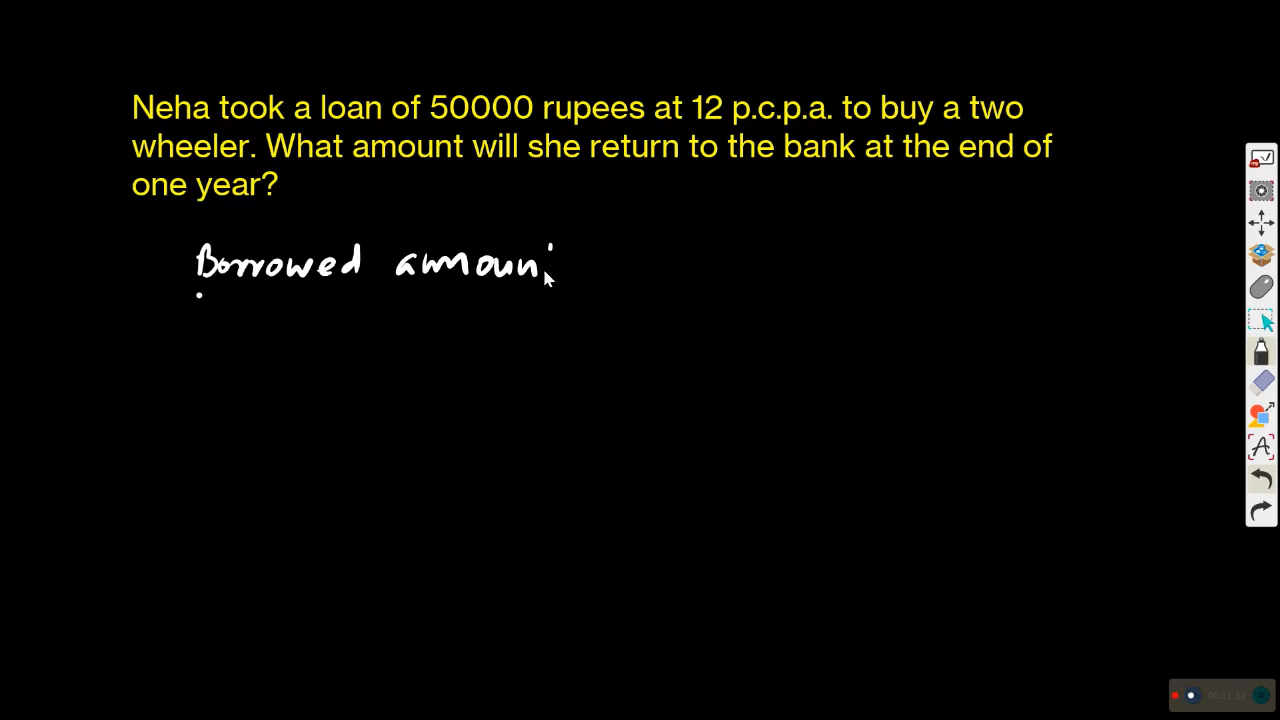 Neha took a loan of 50000 rupees at 12 p.c.p.a. to buy a two
wheeler. What amount will she return to the bank at the end of
one year?
Borrowed amoun